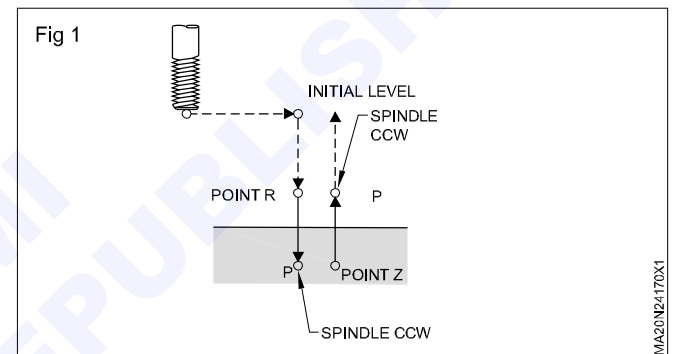 Fig 1
INITIAL LEVEL
SPINDLE
CCW
POINT R
P
P
POINT Z
SPINDLE CCW
MA20N24170X1